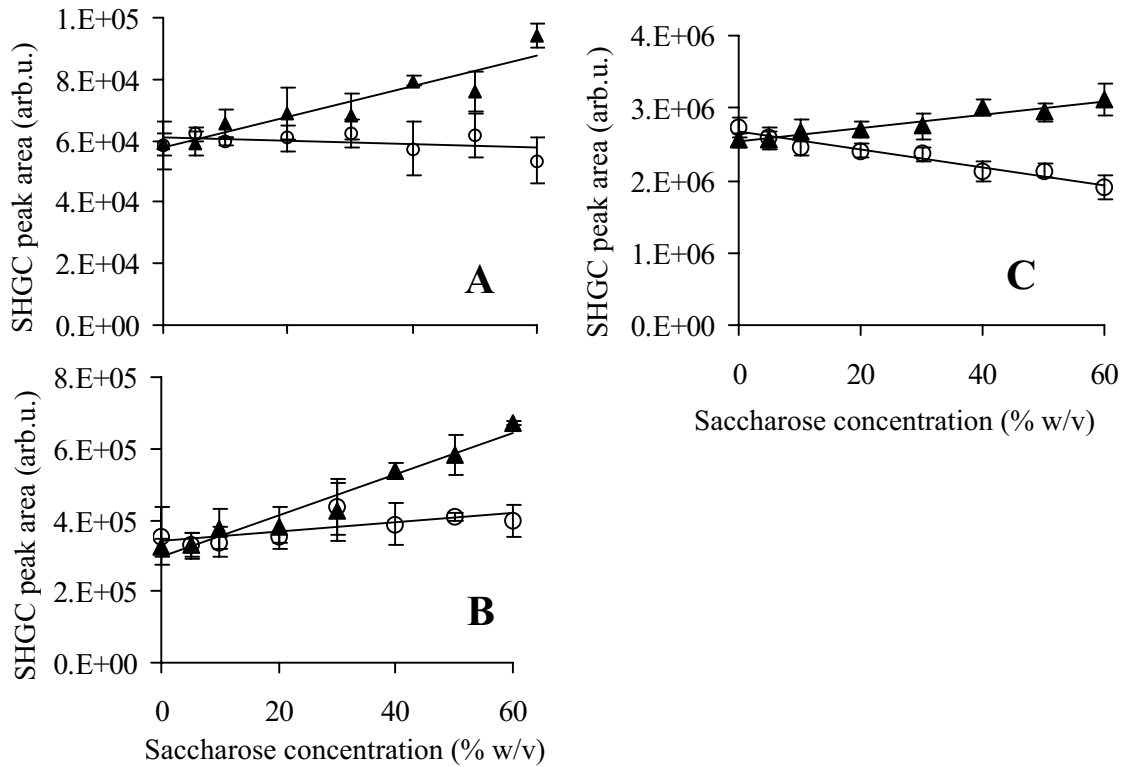 SHGC peak area (arb.u.)
1.E+05
8.E+04
6.E+04
4.E+04
2.E+04
0.E+00
A
SHGC peak area (arb.u.)
4.E+06
3.E+06
2.E+06
1.E+06
0.E+00
C
0 20 40 60
Saccharose concentration (% w/v)
SHGC peak area (arb.u.)
8.E+05
6.E+05
4.E+05
2.E+05
0.E+00
B
0 20 40 60
Saccharose concentration (% w/v)